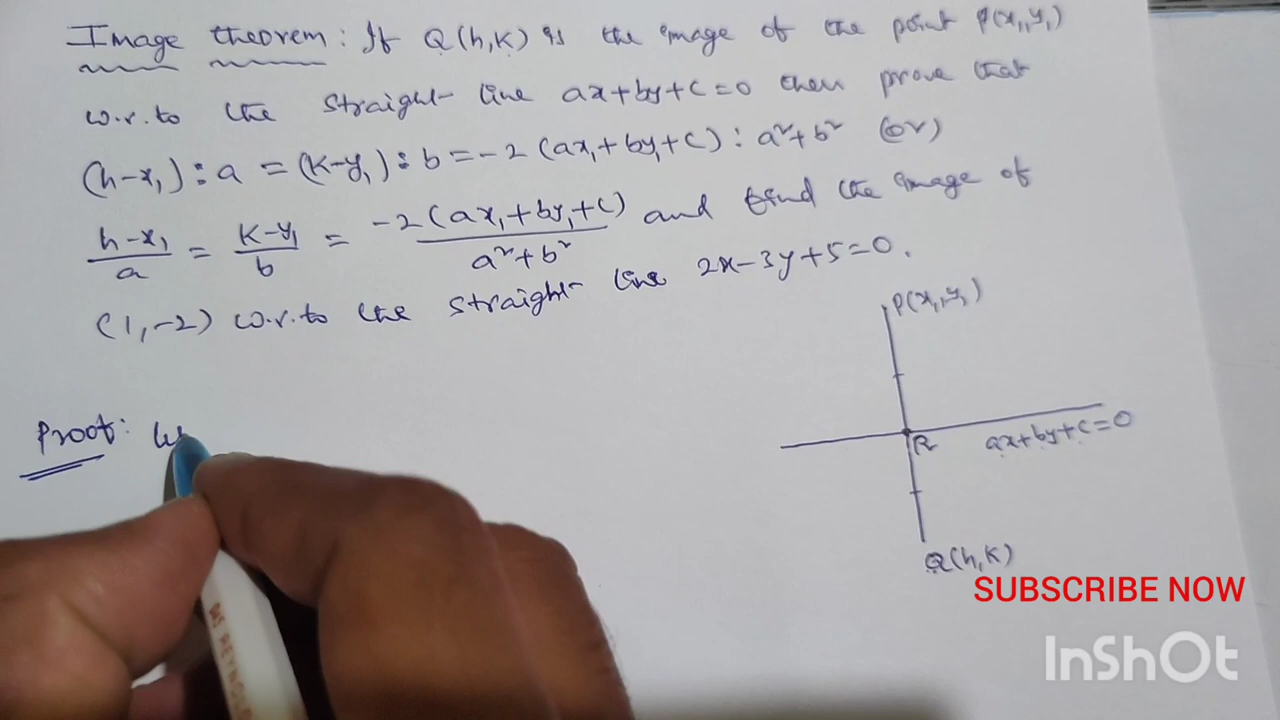 Image theorem: If Q(h,K) is the image of the point P(x₁,y₁)
w.r.to the straight line ax+by+c=0 then prove that
(h-x₁):a = (K-y₁):b = -2(ax₁+by₁+c):a²+b² (or)
(h-x₁)/a = (K-y₁)/b = -2(ax₁+by₁+c)/(a²+b²) and find the image of
(1,-2) w.r.to the straight line 2x-3y+5=0.
P(x₁,y₁)
Proof:
R
ax+by+c=0
Q(h,K)
SUBSCRIBE NOW
InShOt